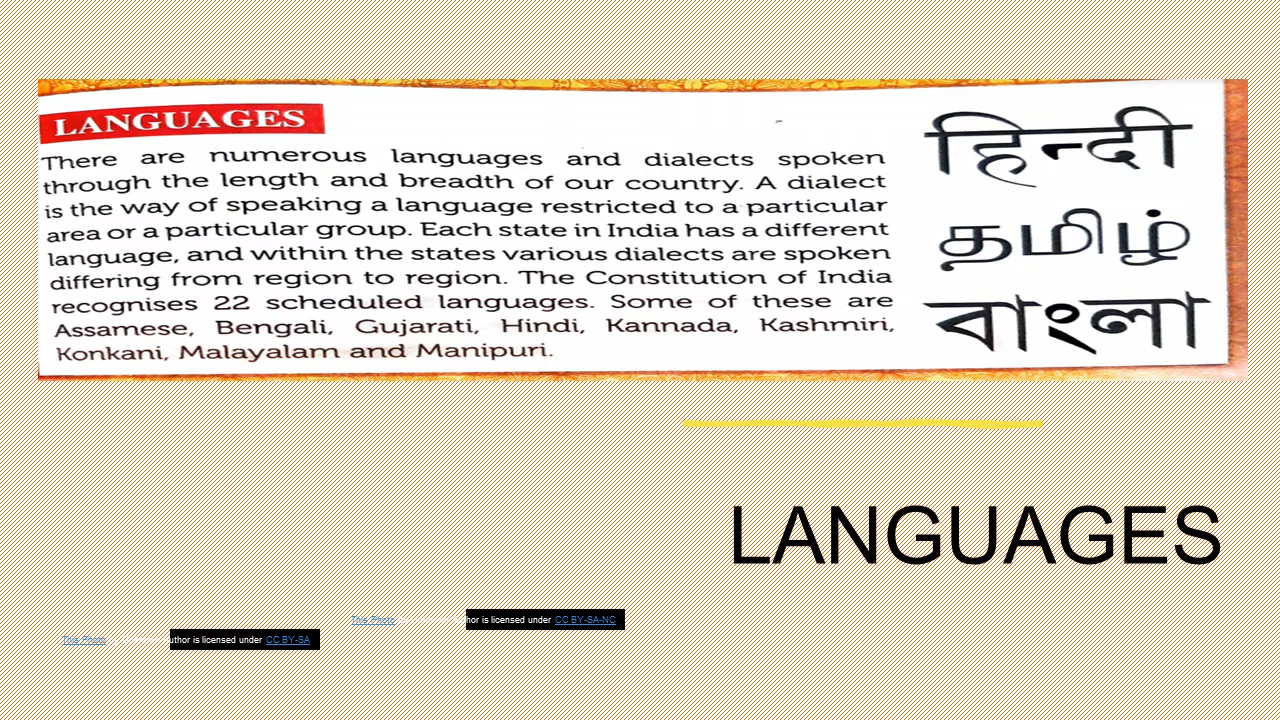 LANGUAGES
There are numerous languages and dialects spoken
through the length and breadth of our country. A dialect
is the way of speaking a language restricted to a particular
area or a particular group. Each state in India has a different
language, and within the states various dialects are spoken
differing from region to region. The Constitution of India
recognises 22 scheduled languages. Some of these are
Assamese, Bengali, Gujarati, Hindi, Kannada, Kashmiri,
Konkani, Malayalam and Manipuri.
हिन्दी
தமிழ்
বাংলা
LANGUAGES
This Photo author is licensed under CC BY-SA-NC
This Photo author is licensed under CC BY-SA